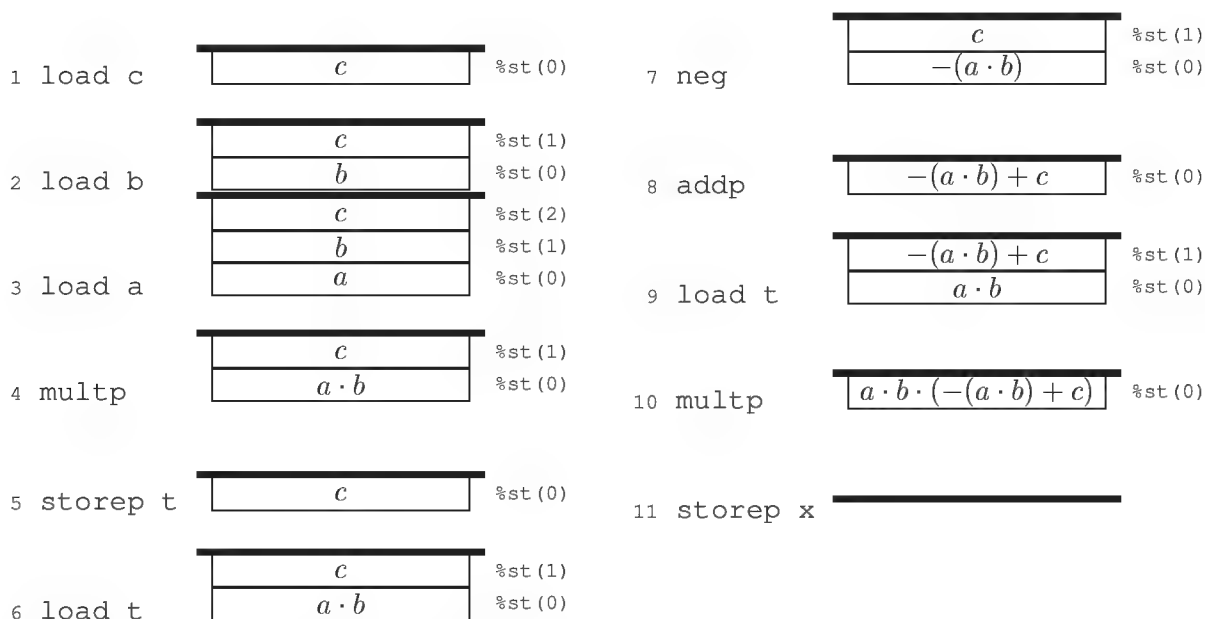 c %st(0)
1 load c
c %st(1)
b %st(0)
2 load b
c %st(2)
b %st(1)
a %st(0)
3 load a
c %st(1)
a · b %st(0)
4 multp
c %st(0)
5 storep t
c %st(1)
a · b %st(0)
6 load t
c %st(1)
−(a · b) %st(0)
7 neg
−(a · b) + c %st(0)
8 addp
−(a · b) + c %st(1)
a · b %st(0)
9 load t
a · b · (−(a · b) + c) %st(0)
10 multp
11 storep x